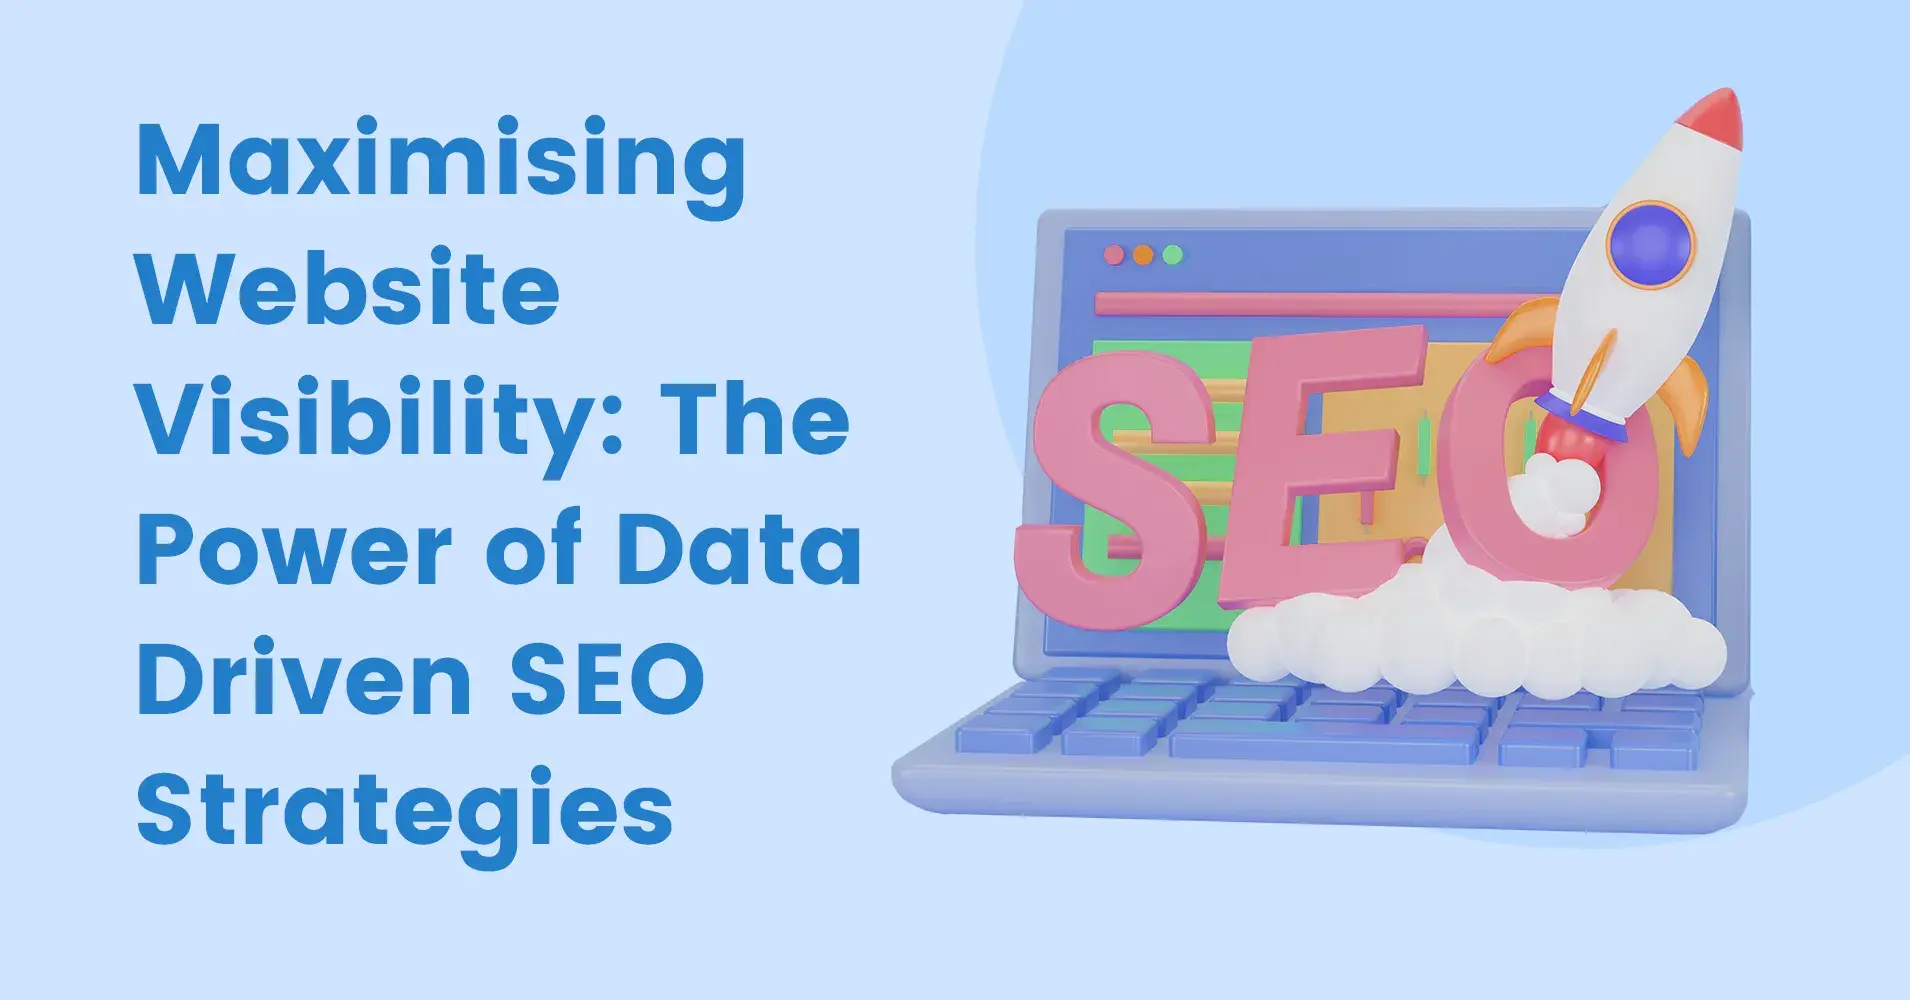 Maximising
Website
Visibility: The
Power of Data
Driven SEO
Strategies
SEO